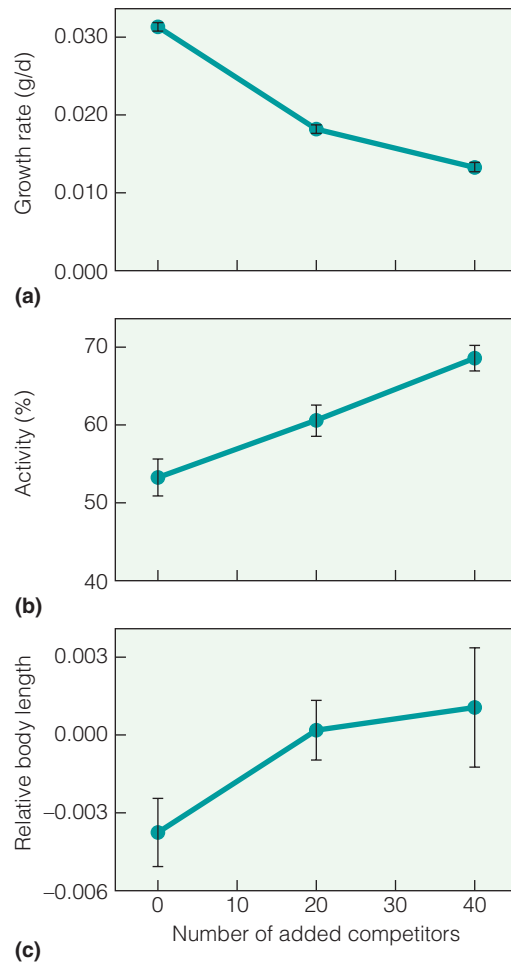 Growth rate (g/d)
0.030
0.020
0.010
0.000
(a)
Activity (%)
70
60
50
40
(b)
Relative body length
0.003
0.000
−0.003
−0.006
0 10 20 30 40
Number of added competitors
(c)